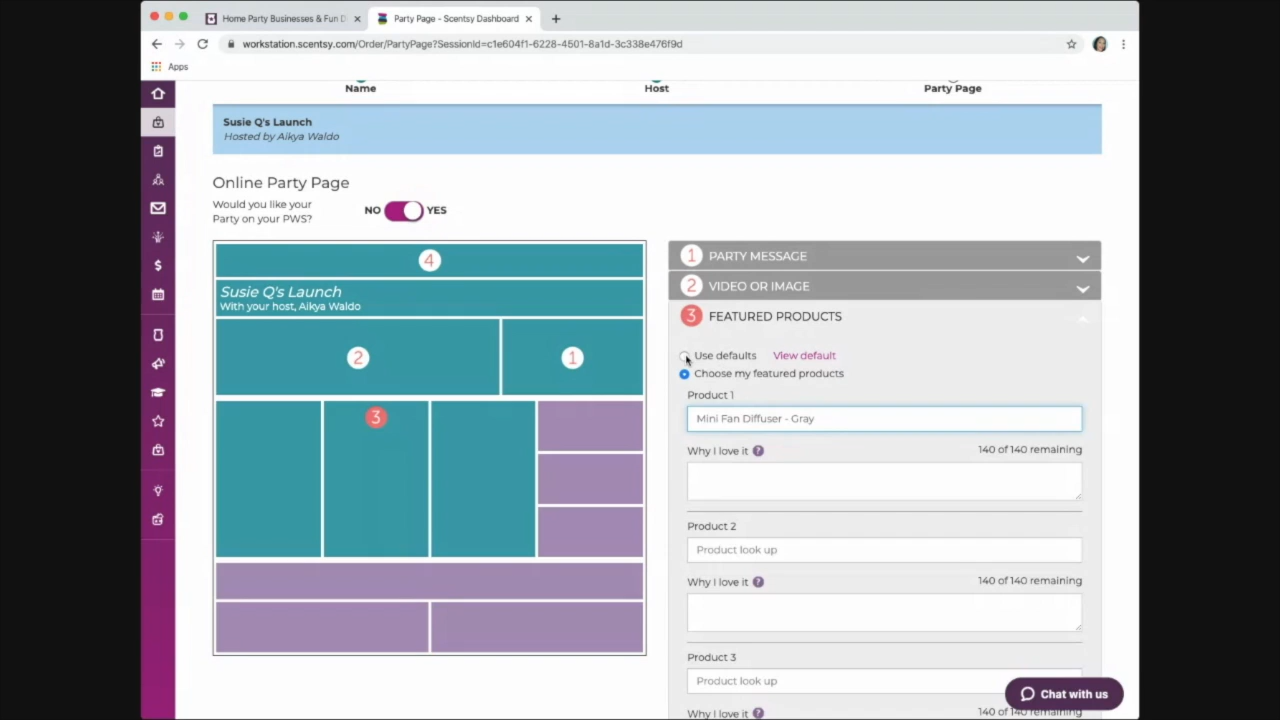 Home Party Businesses & Fun D
Party Page - Scentsy Dashboard
workstation.scentsy.com/Order/PartyPage?SessionId=c1e604f1-6228-4501-8a1d-3c338e476f9d
Apps
Name
Host
Party Page
Susie Q's Launch
Hosted by Aikya Waldo
Online Party Page
Would you like your
Party on your PWS?
NO
YES
4
Susie Q's Launch
With your host, Aikya Waldo
2
1
3
1 PARTY MESSAGE
2 VIDEO OR IMAGE
3 FEATURED PRODUCTS
Use defaults View default
Choose my featured products
Product 1
Mini Fan Diffuser - Gray
Why I love it ? 140 of 140 remaining
Product 2
Product look up
Why I love it ? 140 of 140 remaining
Product 3
Product look up
Chat with us
Why I love it ? 140 of 140 remaining